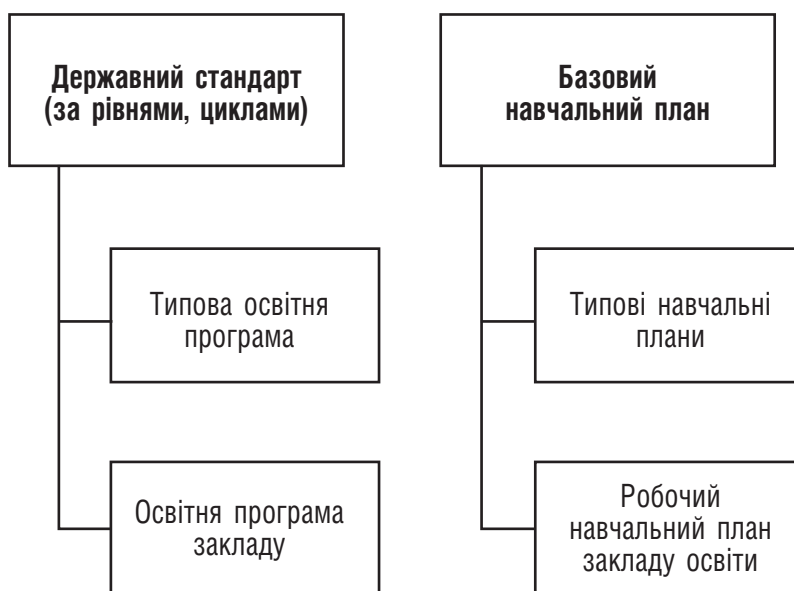 Державний стандарт
(за рівнями, циклами)
Базовий
навчальний план
Типова освітня
програма
Типові навчальні
плани
Освітня програма
закладу
Робочий
навчальний план
закладу освіти